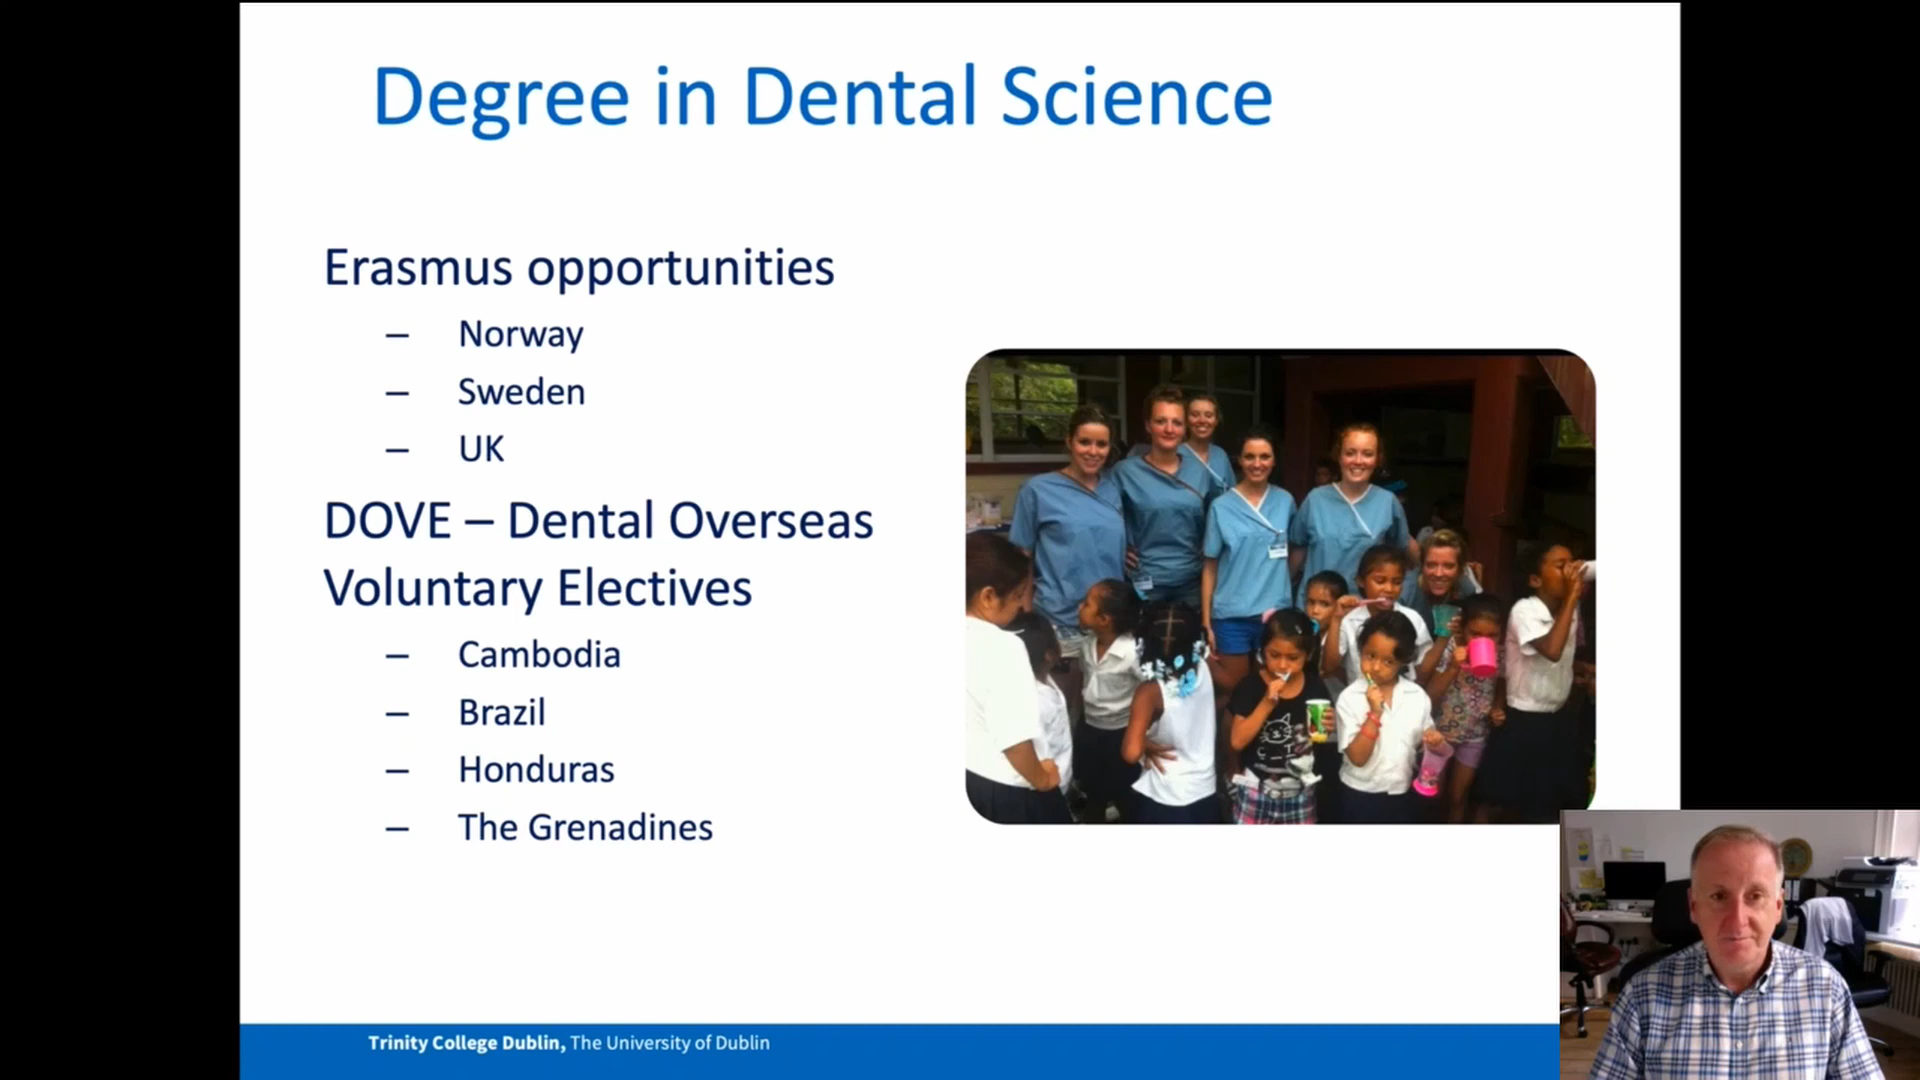 Degree in Dental Science
Erasmus opportunities
– Norway
– Sweden
– UK
DOVE – Dental Overseas
Voluntary Electives
– Cambodia
– Brazil
– Honduras
– The Grenadines
Trinity College Dublin, The University of Dublin